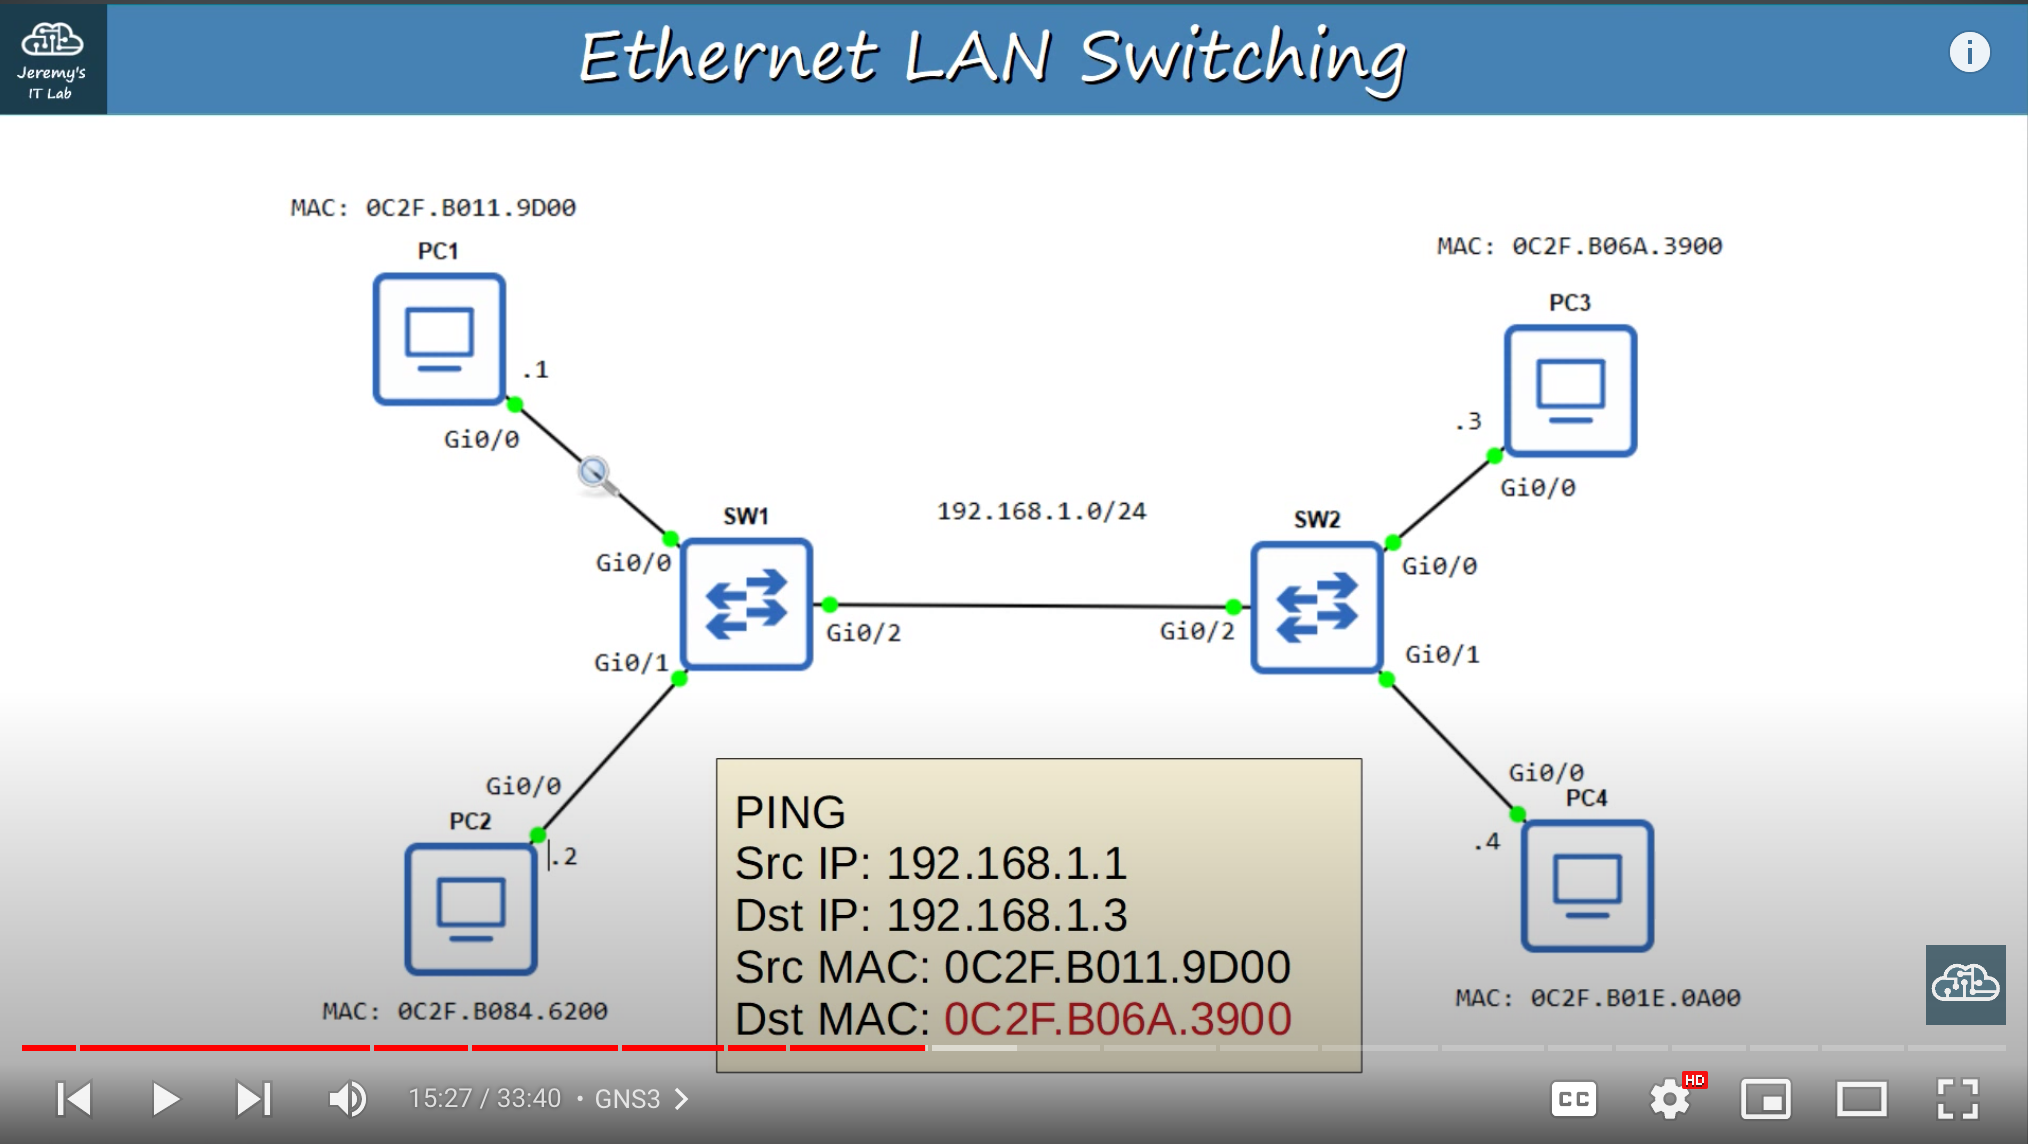 Jeremy's
IT Lab
Ethernet LAN Switching
i
MAC: 0C2F.B011.9D00
PC1
.1
Gi0/0
MAC: 0C2F.B06A.3900
PC3
.3
Gi0/0
SW1
192.168.1.0/24
SW2
Gi0/0
Gi0/0
Gi0/2
Gi0/2
Gi0/1
Gi0/1
Gi0/0
PC2
.2
MAC: 0C2F.B084.6200
Gi0/0
PC4
.4
MAC: 0C2F.B01E.0A00
PING
Src IP: 192.168.1.1
Dst IP: 192.168.1.3
Src MAC: 0C2F.B011.9D00
Dst MAC: 0C2F.B06A.3900
15:27 / 33:40 • GNS3
CC
HD